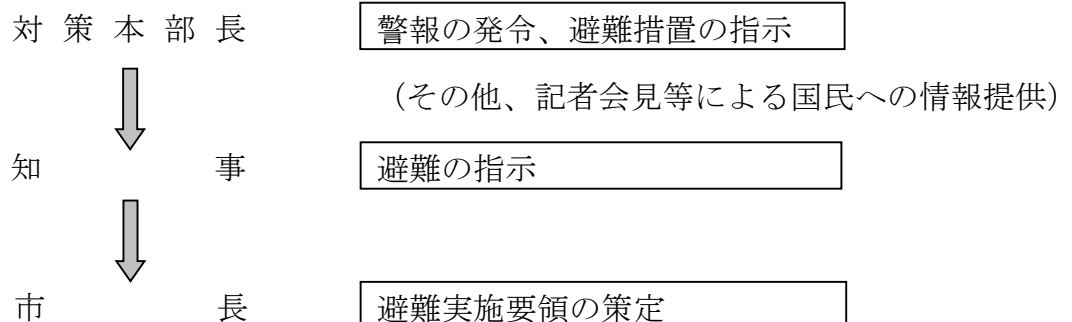 対策本部長 警報の発令、避難措置の指示
（その他、記者会見等による国民への情報提供）
知事 避難の指示
市長 避難実施要領の策定